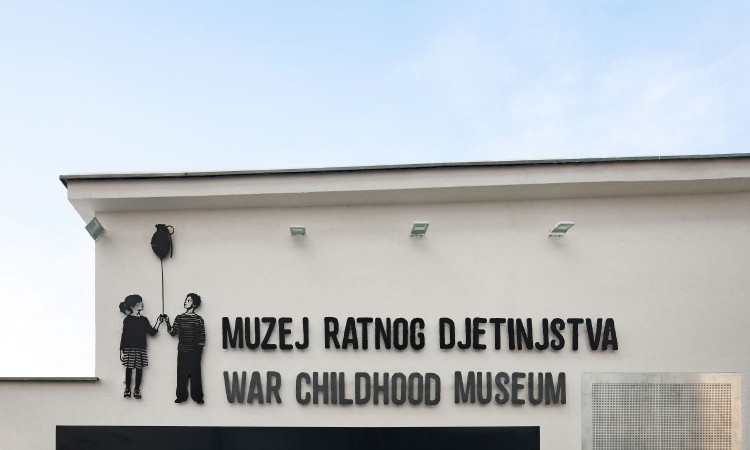 MUZEJ RATNOG DJETINJSTVA
WAR CHILDHOOD MUSEUM